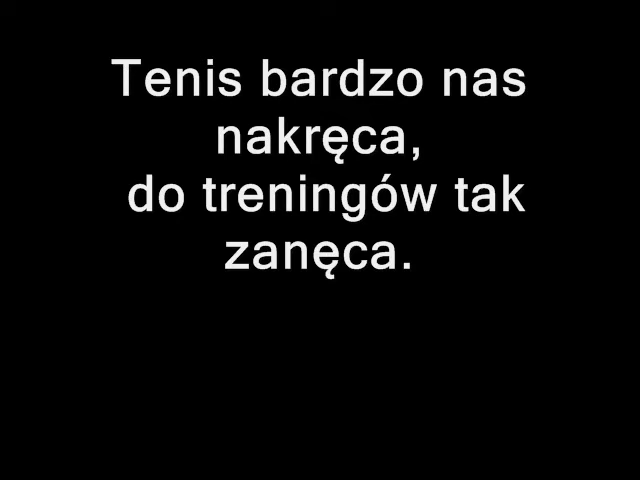 Tenis bardzo nas
nakręca,
do treningów tak
zanęca.